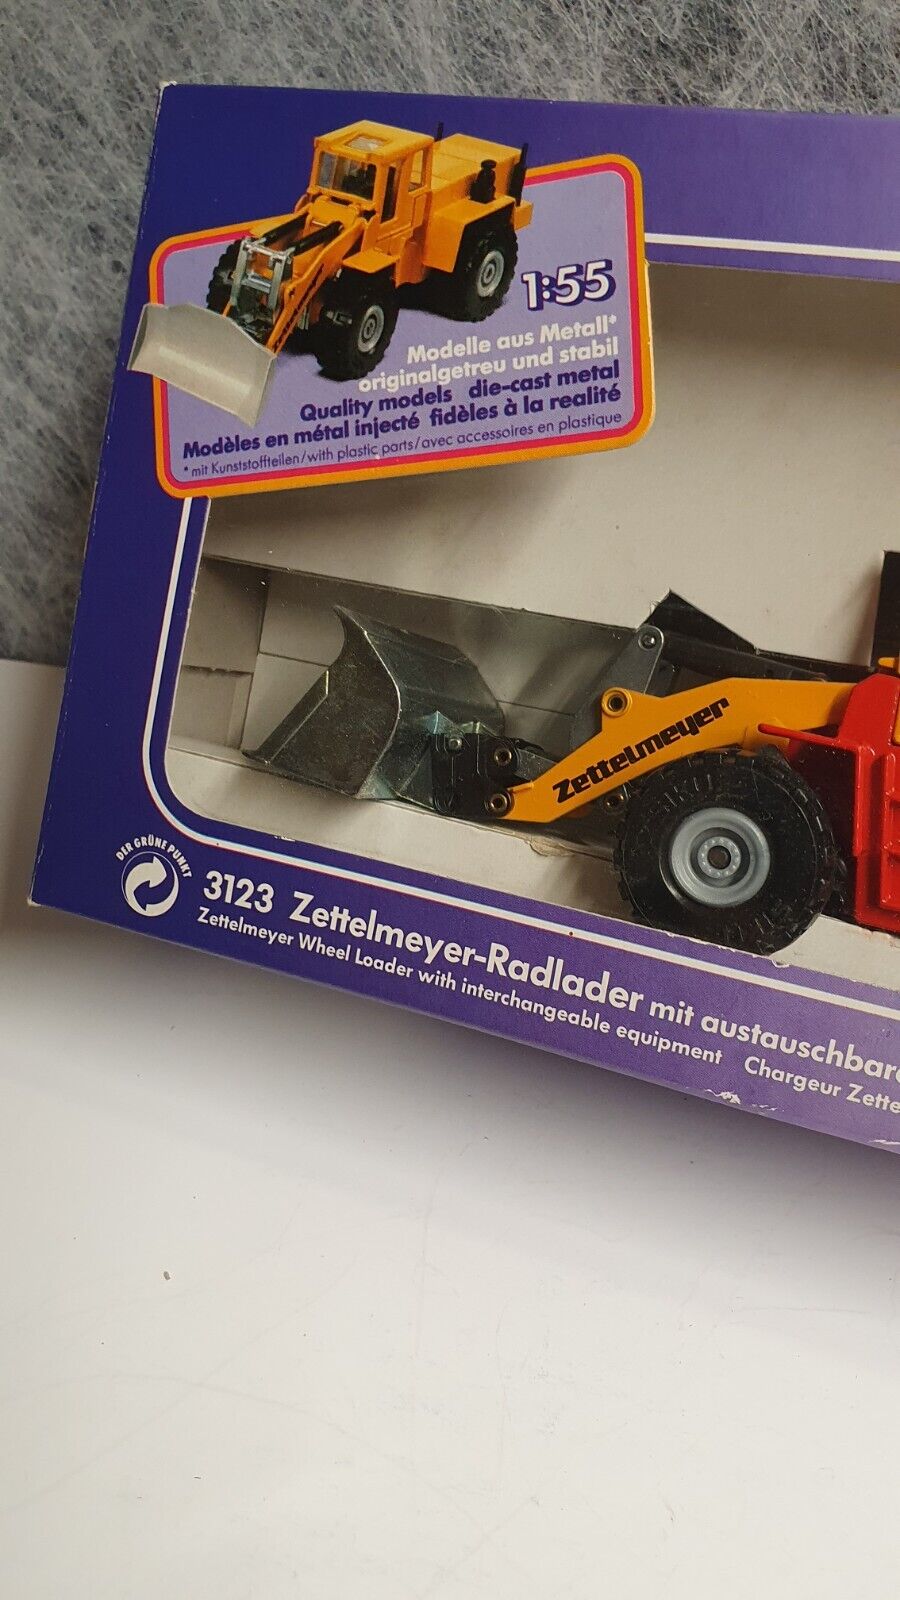 1:55
Modelle aus Metall*
originalgetreu und stabil
Quality models die-cast metal
Modèles en métal injecté fidèles à la realité
* mit Kunststoffteilen/with plastic parts/avec accessoires en plastique
Zettelmeyer
DER GRÜNE PUNKT
3123 Zettelmeyer-Radlader mit austauschbare
Zettelmeyer Wheel Loader with interchangeable equipment Chargeur Zette